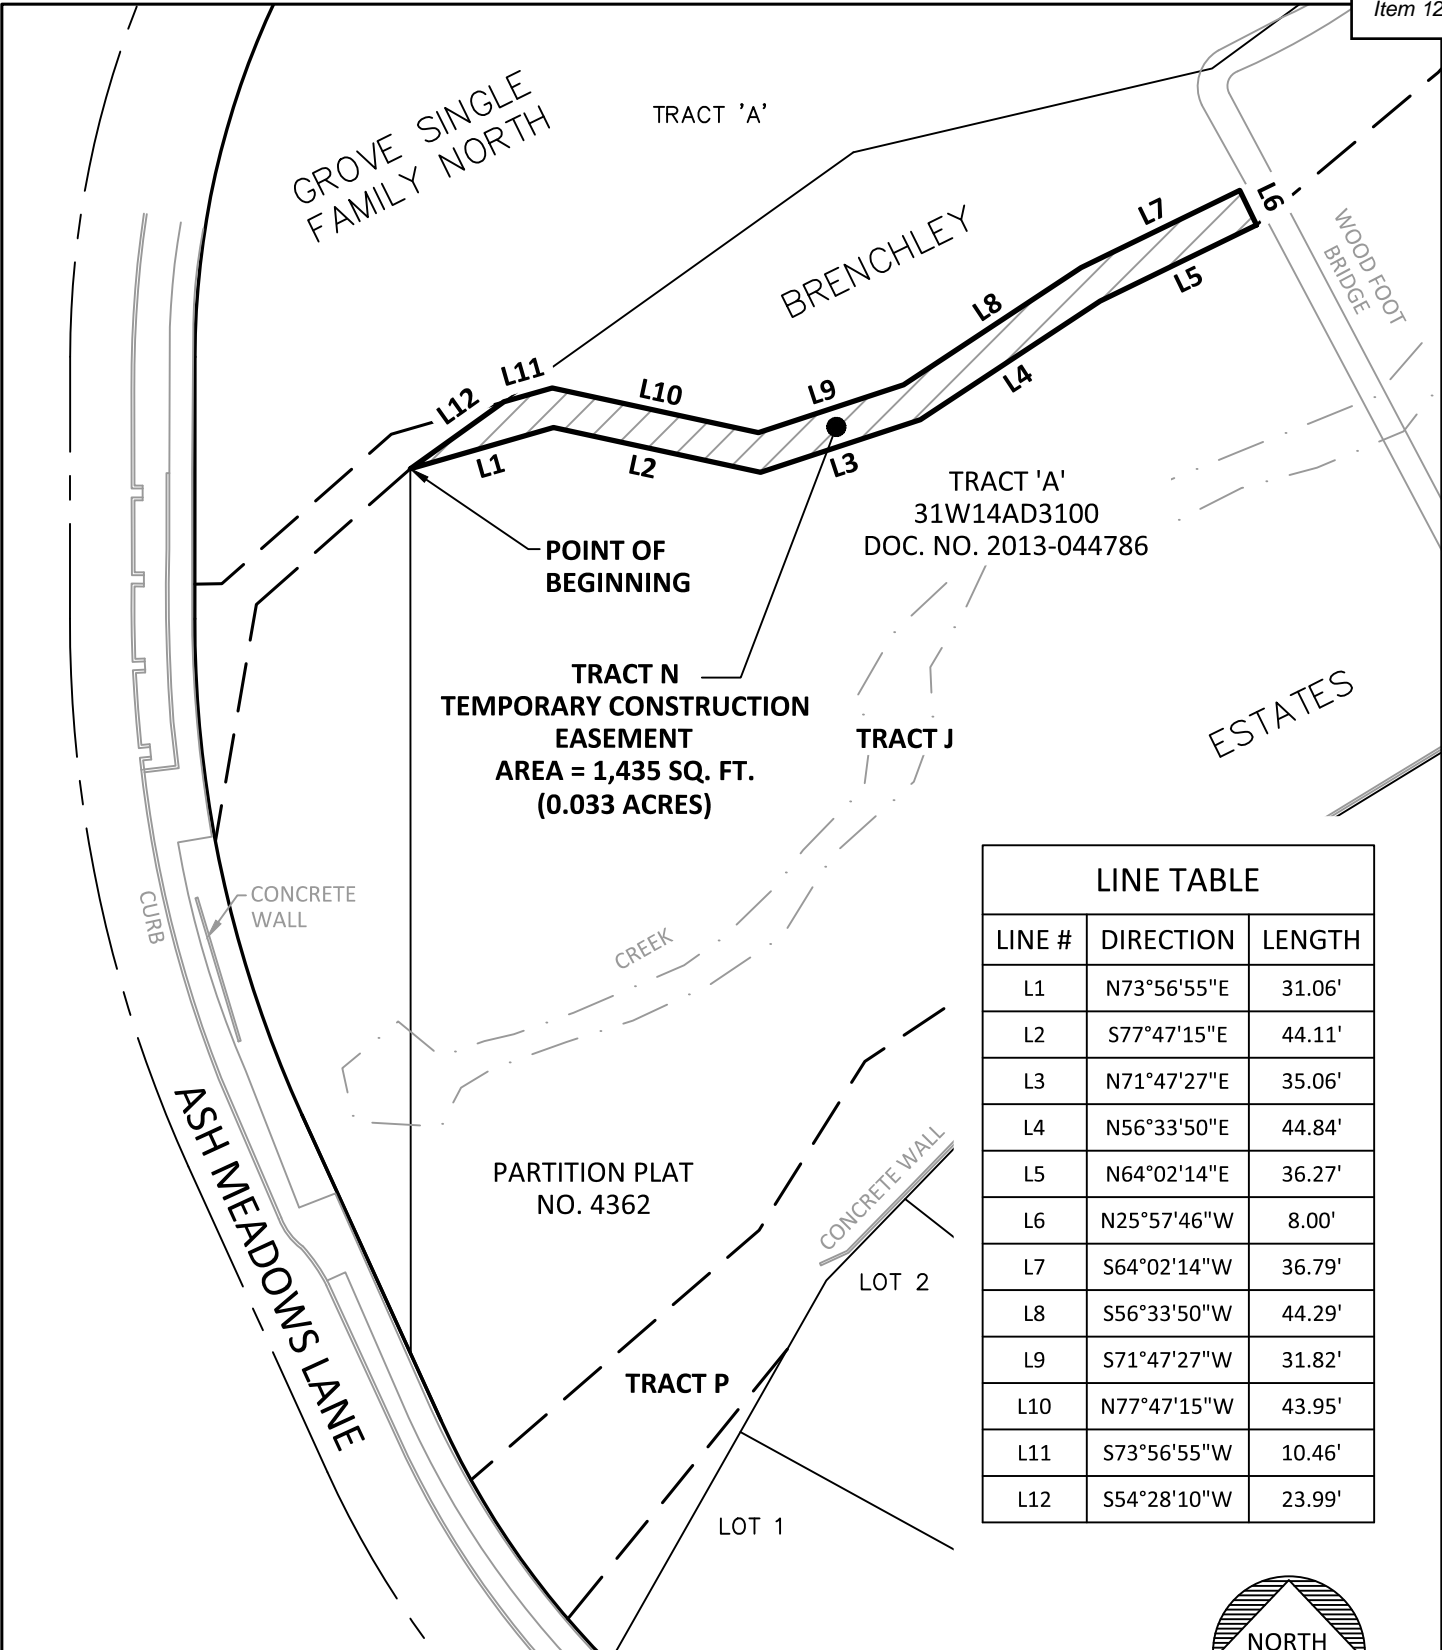 Item 12
GROVE SINGLE
FAMILY NORTH
TRACT 'A'
BRENCHLEY
L7
L6
WOOD FOOT
BRIDGE
L5
L8
L4
L11
L12
L10
L9
L1
L2
L3
TRACT 'A'
31W14AD3100
DOC. NO. 2013-044786
POINT OF
BEGINNING
TRACT N
TEMPORARY CONSTRUCTION
EASEMENT
AREA = 1,435 SQ. FT.
(0.033 ACRES)
TRACT J
ESTATES
CONCRETE
WALL
CURB
CREEK
ASH MEADOWS LANE
PARTITION PLAT
NO. 4362
CONCRETE WALL
LOT 2
TRACT P
LOT 1
LINE TABLE
LINE # DIRECTION LENGTH
L1 N73°56'55"E 31.06'
L2 S77°47'15"E 44.11'
L3 N71°47'27"E 35.06'
L4 N56°33'50"E 44.84'
L5 N64°02'14"E 36.27'
L6 N25°57'46"W 8.00'
L7 S64°02'14"W 36.79'
L8 S56°33'50"W 44.29'
L9 S71°47'27"W 31.82'
L10 N77°47'15"W 43.95'
L11 S73°56'55"W 10.46'
L12 S54°28'10"W 23.99'
NORTH